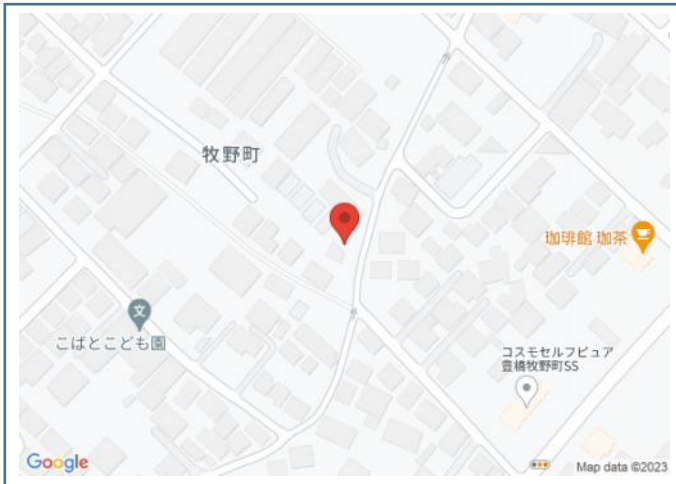 牧野町
珈琲館 珈茶
こばとこども園
コスモセルフピュア
豊橋牧野町SS
Google
Map data ©2023